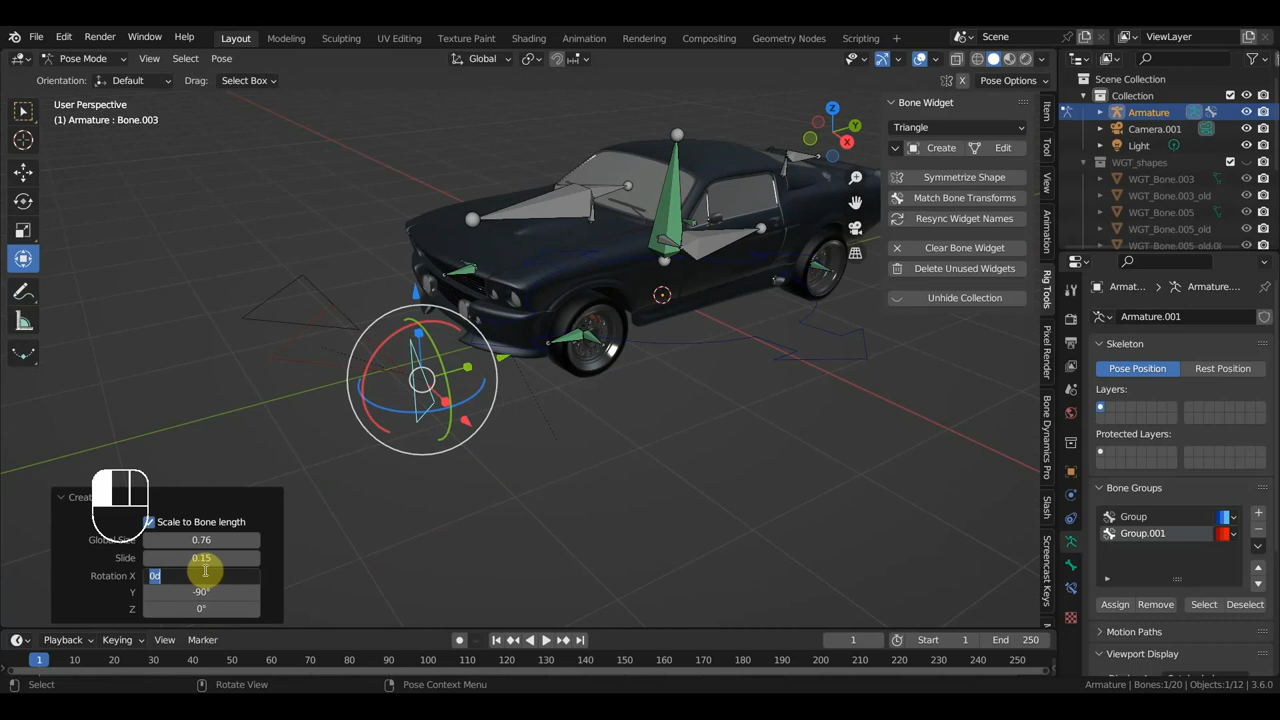 File Edit Render Window Help Layout Modeling Sculpting UV Editing Texture Paint Shading Animation Rendering Compositing Geometry Nodes Scripting + Scene ViewLayer
Pose Mode View Select Pose Global
Orientation: Default Drag: Select Box X Pose Options
User Perspective
(1) Armature : Bone.003
Z
Y
X
Bone Widget
Triangle
Create Edit
Symmetrize Shape
Match Bone Transforms
Resync Widget Names
Clear Bone Widget
Delete Unused Widgets
Unhide Collection
Item
Tool
View
Animation
Rig Tools
Pixel Render
Bone Dynamics Pro
Slash
Screencast Keys
Scene Collection
Collection
Armature
Camera.001
Light
WGT_shapes
WGT_Bone.003
WGT_Bone.003_old
WGT_Bone.005
WGT_Bone.005_old
WGT_Bone.005_old.00
Armat... Armature....
Armature.001
Skeleton
Pose Position Rest Position
Layers:
Protected Layers:
Bone Groups
Group
Group.001
Assign Remove Select Deselect
Motion Paths
Viewport Display
Scale to Bone length
0.76
Slide 0.15
Rotation X 0d
Y -90°
Z 0°
Playback Keying View Marker 1 Start 1 End 250
1 10 20 30 40 50 60 70 80 90 100 110 120 130 140 150 160 170 180 190 200 210 220 230 240 250
Select Rotate View Pose Context Menu Armature | Bones:1/20 | Objects:1/12 | 3.6.0